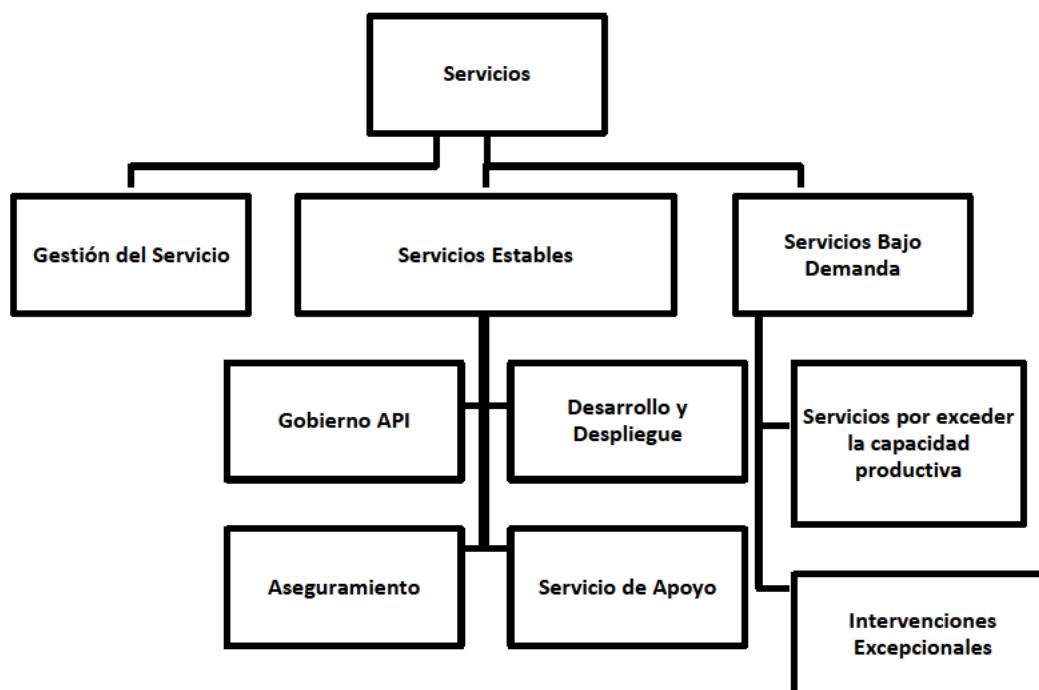 Servicios
Gestión del Servicio
Servicios Estables
Servicios Bajo
Demanda
Gobierno API
Desarrollo y
Despliegue
Servicios por exceder
la capacidad
productiva
Aseguramiento
Servicio de Apoyo
Intervenciones
Excepcionales